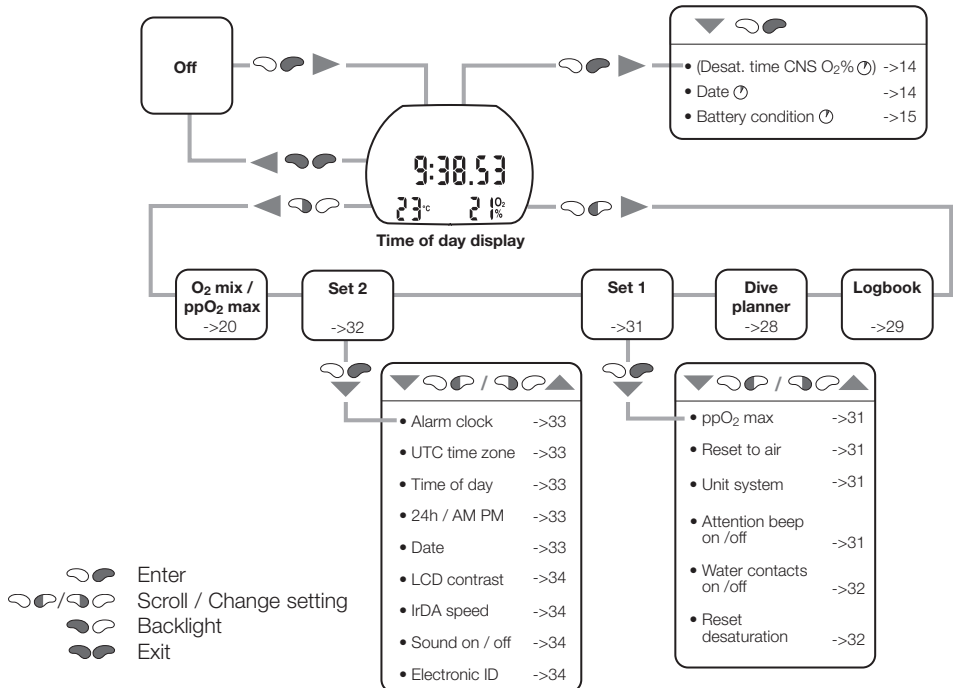 Off
• (Desat. time CNS O₂% ) ->14
• Date ->14
• Battery condition ->15
9:38.53
23°C 21 O₂ %
Time of day display
O₂ mix /
ppO₂ max
->20
Set 2
->32
Set 1
->31
Dive
planner
->28
Logbook
->29
/
• Alarm clock ->33
• UTC time zone ->33
• Time of day ->33
• 24h / AM PM ->33
• Date ->33
• LCD contrast ->34
• IrDA speed ->34
• Sound on / off ->34
• Electronic ID ->34
/
• ppO₂ max ->31
• Reset to air ->31
• Unit system ->31
• Attention beep
on /off ->31
• Water contacts
on /off ->32
• Reset
desaturation ->32
Enter
/ Scroll / Change setting
Backlight
Exit